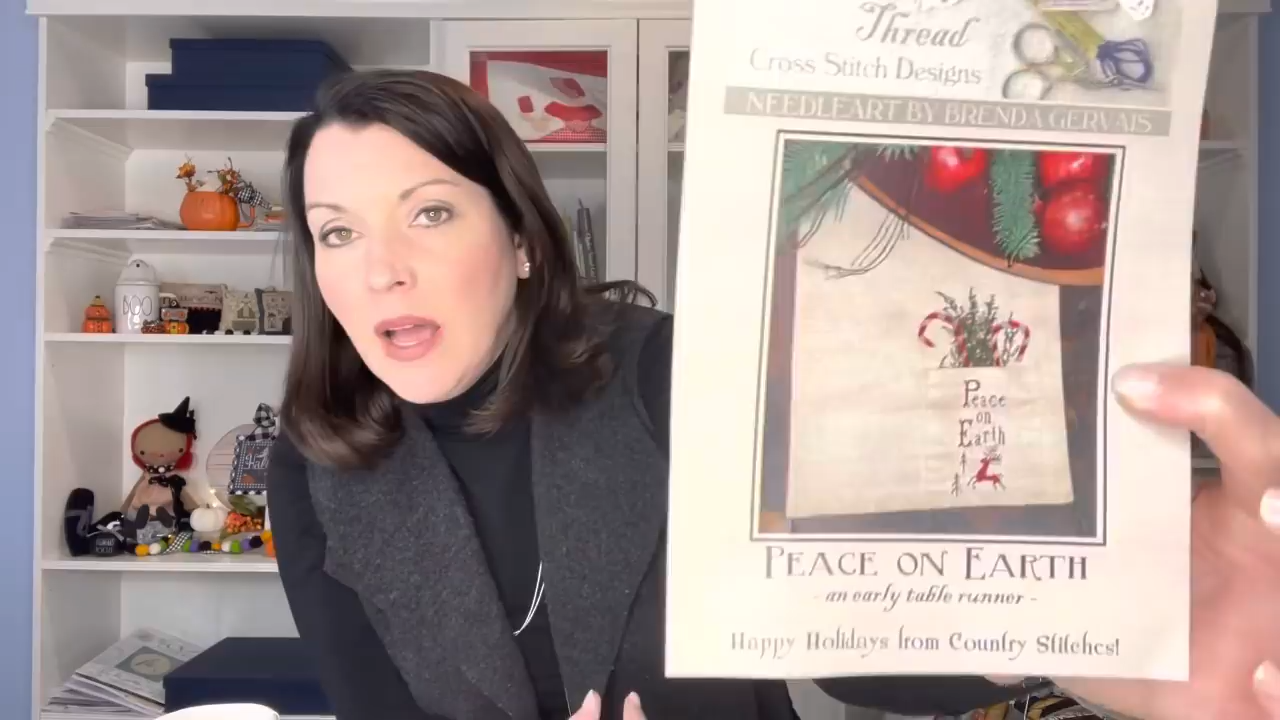 Thread
Cross Stitch Designs
NEEDLEART BY BRENDA GERVAIS
Peace
on
Earth
PEACE ON EARTH
- an early table runner -
Happy Holidays from Country Stitches!
BOO